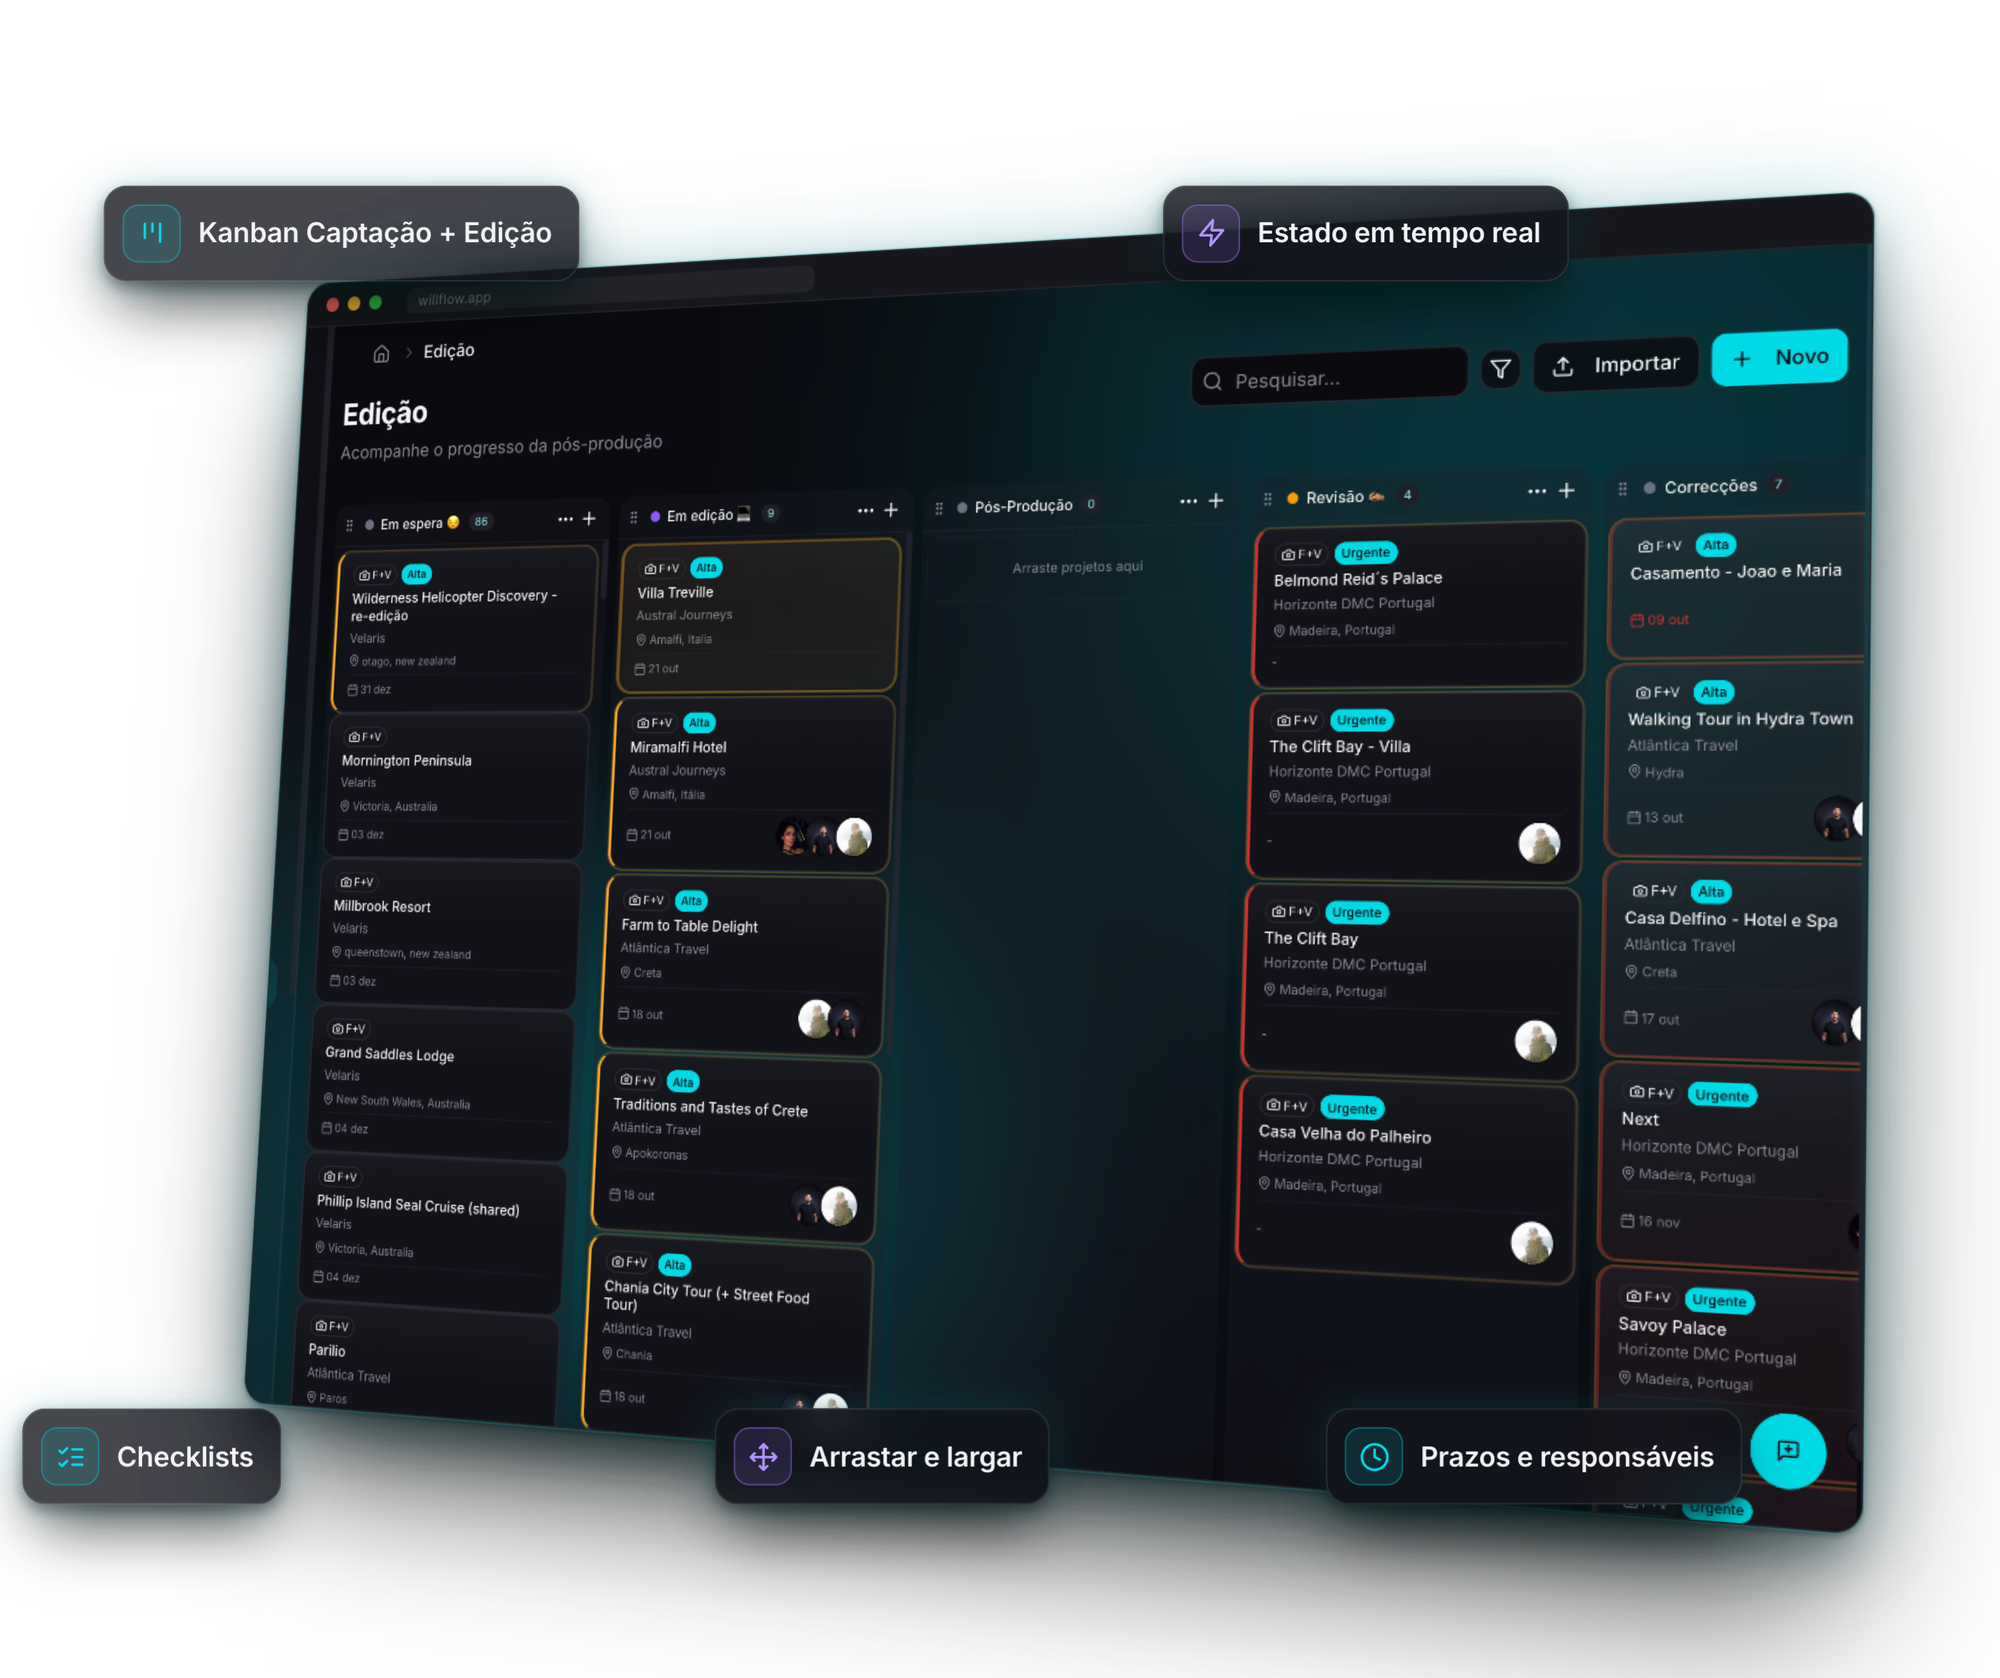 Kanban Captação + Edição
Estado em tempo real
willflow.app
Edição
Pesquisar...
Importar
+ Novo
Edição
Acompanhe o progresso da pós-produção
Em espera 😔 86
F+V Alta
Wilderness Helicopter Discovery -
re-edição
Velaris
otago, new zealand
31 dez
F+V
Mornington Peninsula
Velaris
Victoria, Australia
03 dez
F+V
Millbrook Resort
Velaris
queenstown, new zealand
03 dez
F+V
Grand Saddles Lodge
Velaris
New South Wales, Australia
04 dez
F+V
Phillip Island Seal Cruise (shared)
Velaris
Victoria, Australia
04 dez
F+V
Parilio
Atlântica Travel
Paros
Em edição 💻 9
F+V Alta
Villa Treville
Austral Journeys
Amalfi, Italia
21 out
F+V Alta
Miramalfi Hotel
Austral Journeys
Amalfi, Itália
21 out
F+V Alta
Farm to Table Delight
Atlântica Travel
Creta
18 out
F+V Alta
Traditions and Tastes of Crete
Atlântica Travel
Apokoronas
18 out
F+V Alta
Chania City Tour (+ Street Food
Tour)
Atlântica Travel
Chania
18 out
Pós-Produção 0
Arraste projetos aqui
Revisão ✍🏽 4
F+V Urgente
Belmond Reid´s Palace
Horizonte DMC Portugal
Madeira, Portugal
-
F+V Urgente
The Clift Bay - Villa
Horizonte DMC Portugal
Madeira, Portugal
-
F+V Urgente
The Clift Bay
Horizonte DMC Portugal
Madeira, Portugal
-
F+V Urgente
Casa Velha do Palheiro
Horizonte DMC Portugal
Madeira, Portugal
-
Correcções 7
F+V Alta
Casamento - Joao e Maria
09 out
F+V Alta
Walking Tour in Hydra Town
Atlântica Travel
Hydra
13 out
F+V Alta
Casa Delfino - Hotel e Spa
Atlântica Travel
Creta
17 out
F+V Urgente
Next
Horizonte DMC Portugal
Madeira, Portugal
16 nov
F+V Urgente
Savoy Palace
Horizonte DMC Portugal
Madeira, Portugal
Urgente
Checklists
Arrastar e largar
Prazos e responsáveis